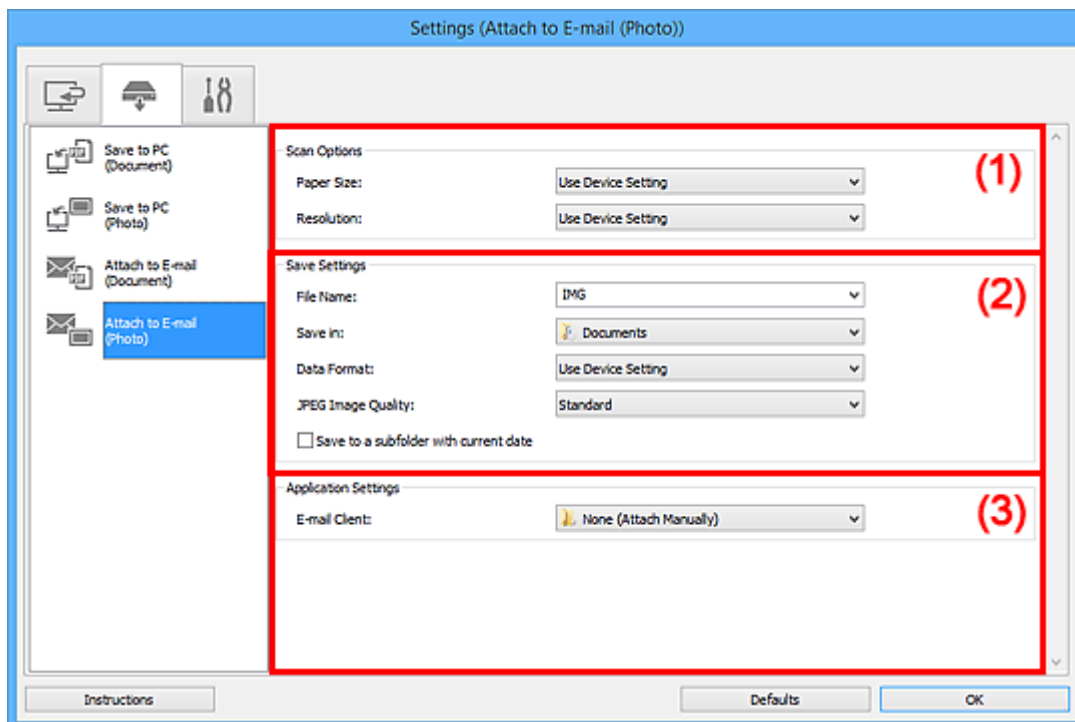 Settings (Attach to E-mail (Photo))
Save to PC
(Document)
Save to PC
(Photo)
Attach to E-mail
(Document)
Attach to E-mail
(Photo)
Scan Options
(1)
Paper Size:
Use Device Setting
Resolution:
Use Device Setting
Save Settings
(2)
File Name:
IMG
Save in:
Documents
Data Format:
Use Device Setting
JPEG Image Quality:
Standard
Save to a subfolder with current date
Application Settings
(3)
E-mail Client:
None (Attach Manually)
Instructions
Defaults
OK